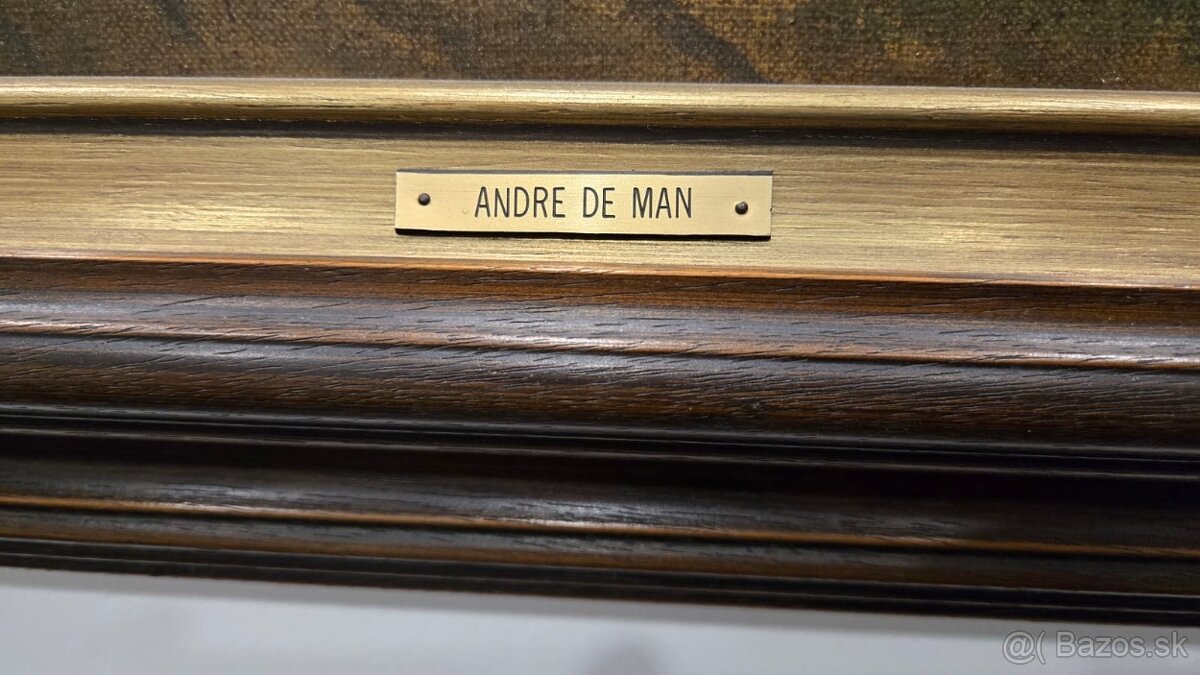 ANDRE DE MAN
@( Bazos.sk